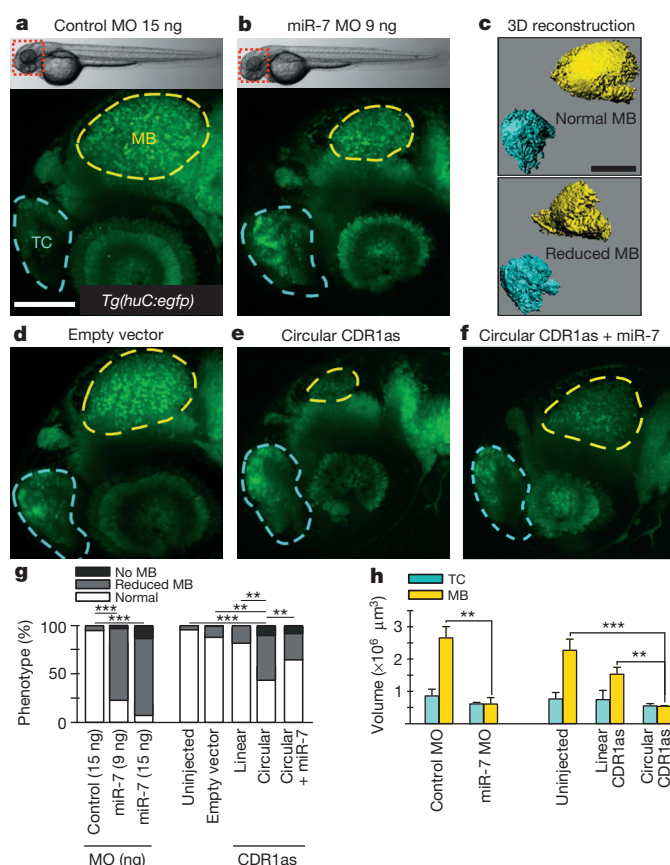 a Control MO 15 ng
b miR-7 MO 9 ng
c 3D reconstruction
MB
TC
Tg(huC:egfp)
Normal MB
Reduced MB
d Empty vector
e Circular CDR1as
f Circular CDR1as + miR-7
g
No MB
Reduced MB
Normal
Phenotype (%)
100
50
0
***
***
***
**
**
**
Control (15 ng)
miR-7 (9 ng)
miR-7 (15 ng)
MO (ng)
Uninjected
Empty vector
Linear
Circular
Circular
+ miR-7
CDR1as
h
TC
MB
Volume (×10⁶ μm³)
3
2
1
**
***
**
Control MO
miR-7 MO
Uninjected
Linear
CDR1as
Circular
CDR1as